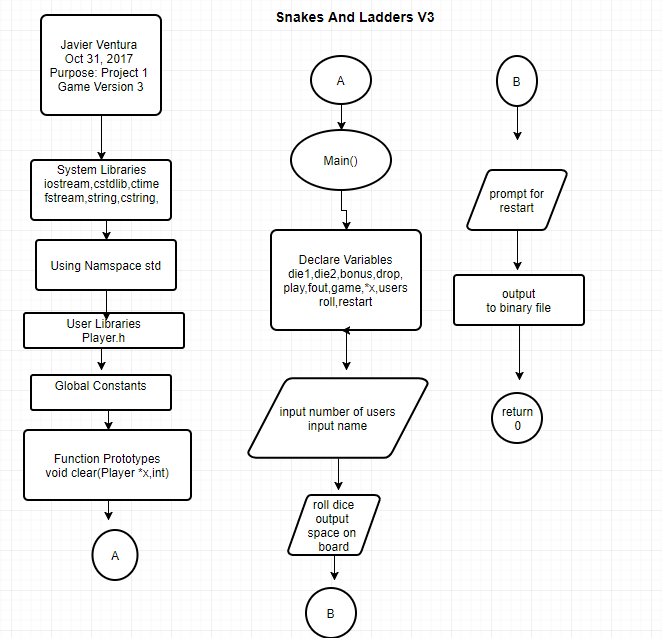 Snakes And Ladders V3
Javier Ventura
Oct 31, 2017
Purpose: Project 1
Game Version 3
System Libraries
iostream,cstdlib,ctime
fstream,string,cstring,
Using Namspace std
User Libraries
Player.h
Global Constants
Function Prototypes
void clear(Player *x,int)
A
A
Main()
Declare Variables
die1,die2,bonus,drop,
play,fout,game,*x,users
roll,restart
input number of users
input name
roll dice
output
space on
board
B
B
prompt for
restart
output
to binary file
return
0